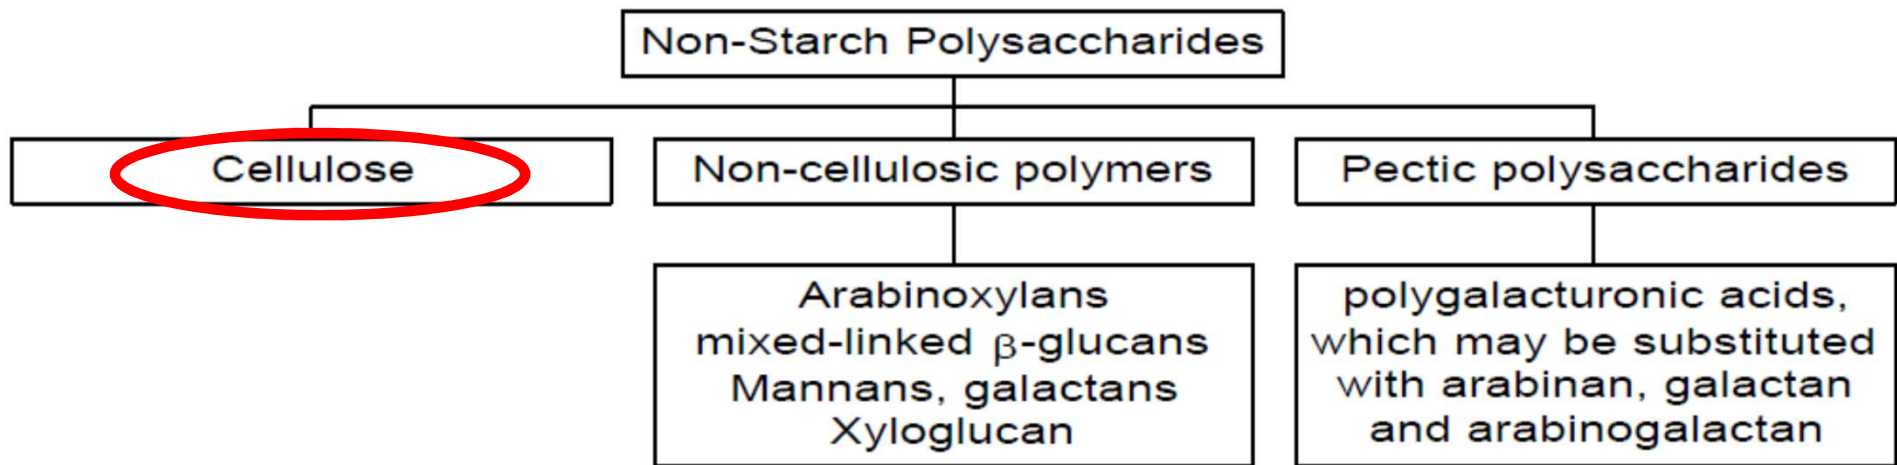 Non-Starch Polysaccharides
Cellulose
Non-cellulosic polymers
Pectic polysaccharides
Arabinoxylans
mixed-linked β-glucans
Mannans, galactans
Xyloglucan
polygalacturonic acids,
which may be substituted
with arabinan, galactan
and arabinogalactan